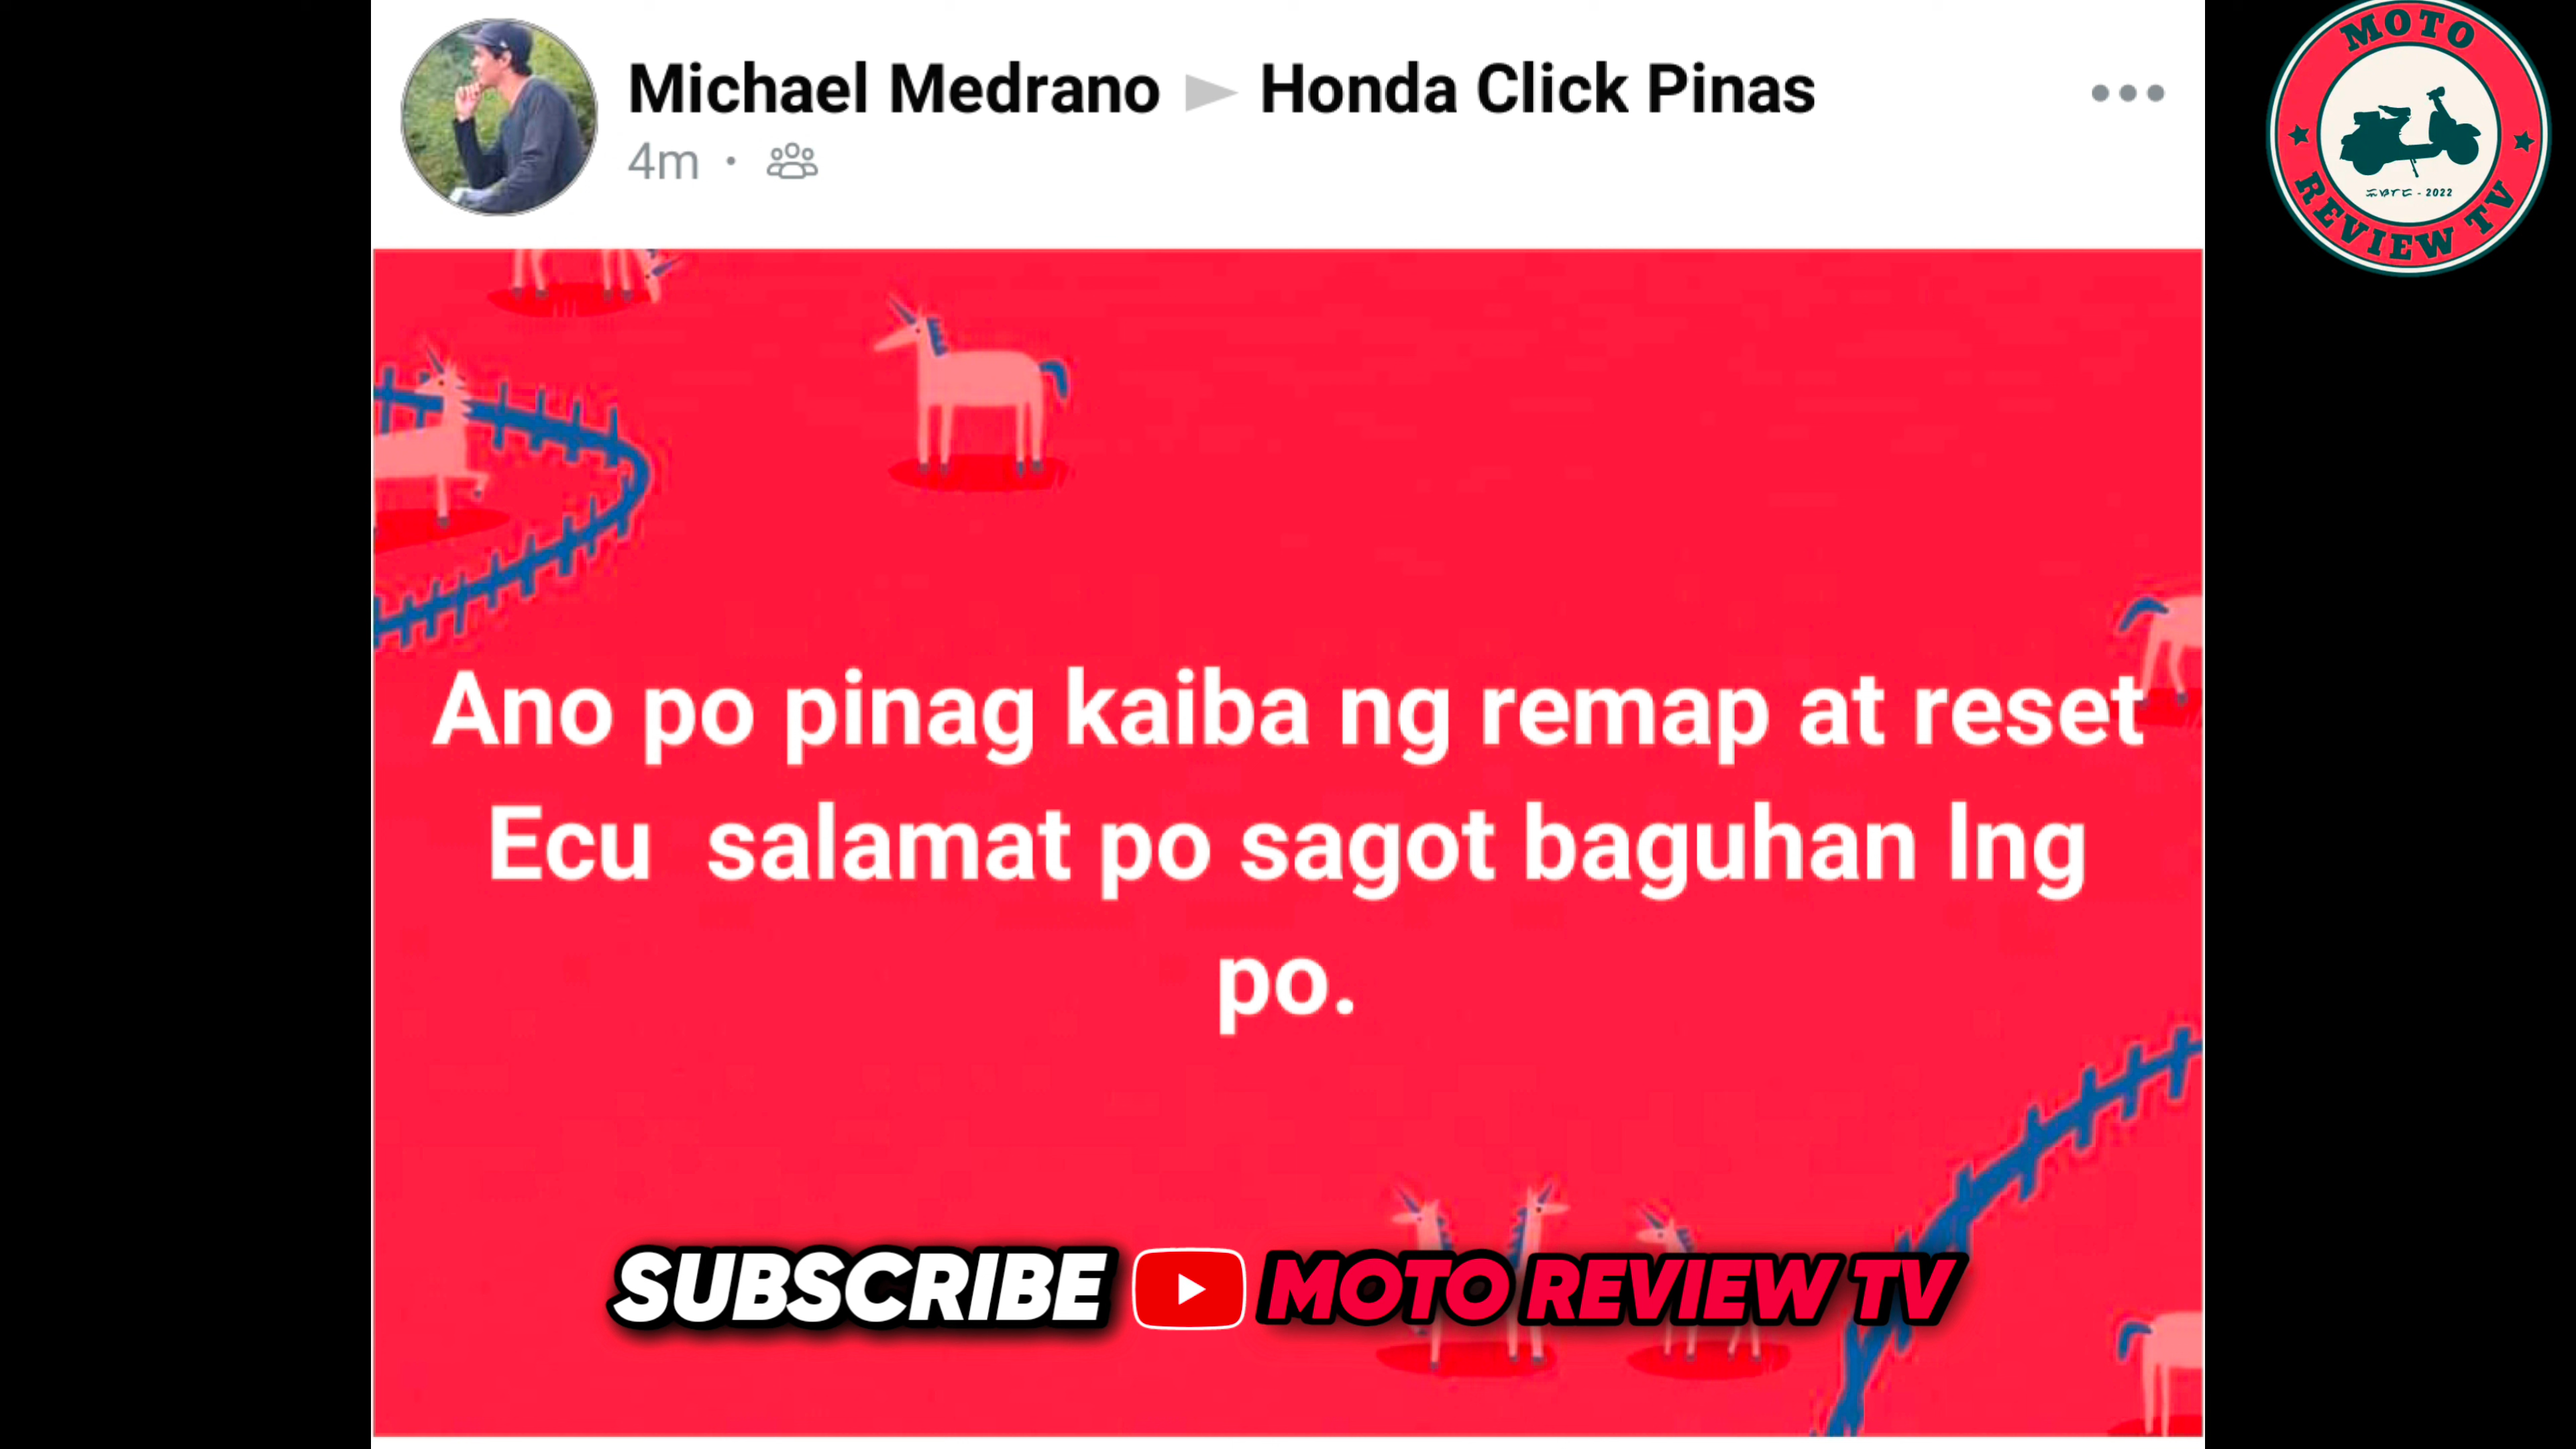 Michael Medrano ▶ Honda Click Pinas
4m ·
MOTO
REVIEW TV
- 2022
Ano po pinag kaiba ng remap at reset
Ecu salamat po sagot baguhan lng
po.
SUBSCRIBE MOTO REVIEW TV